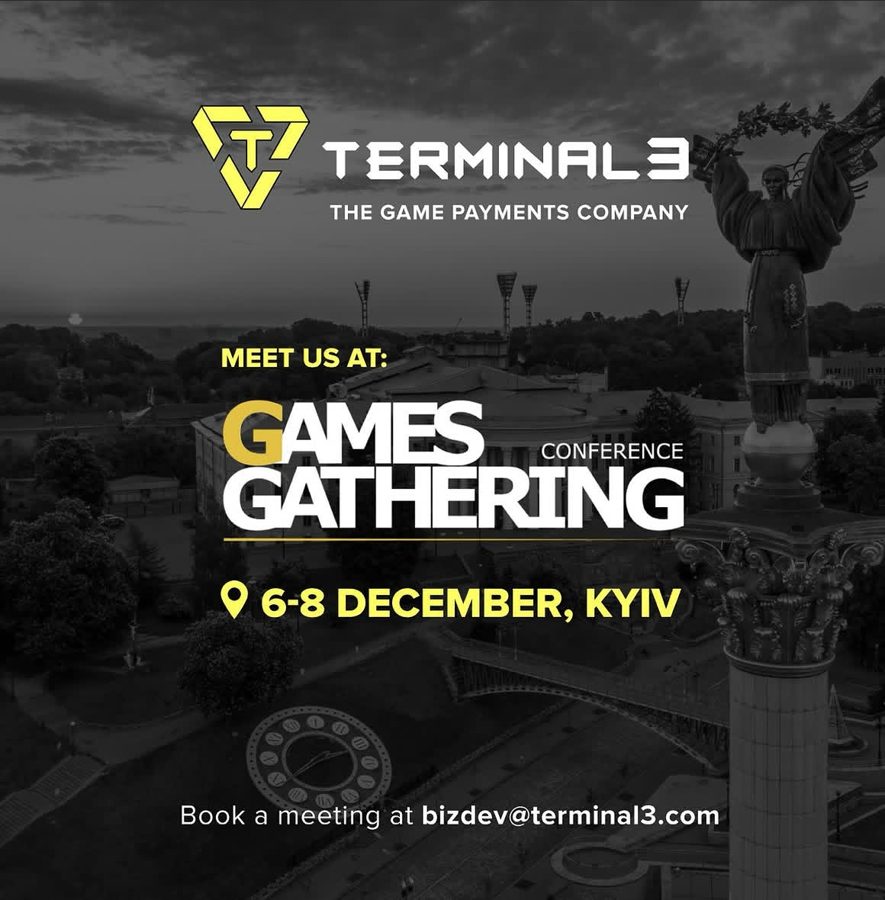 TERMINAL3
THE GAME PAYMENTS COMPANY
MEET US AT:
GAMES
CONFERENCE
GATHERING
6-8 DECEMBER, KYIV
Book a meeting at bizdev@terminal3.com